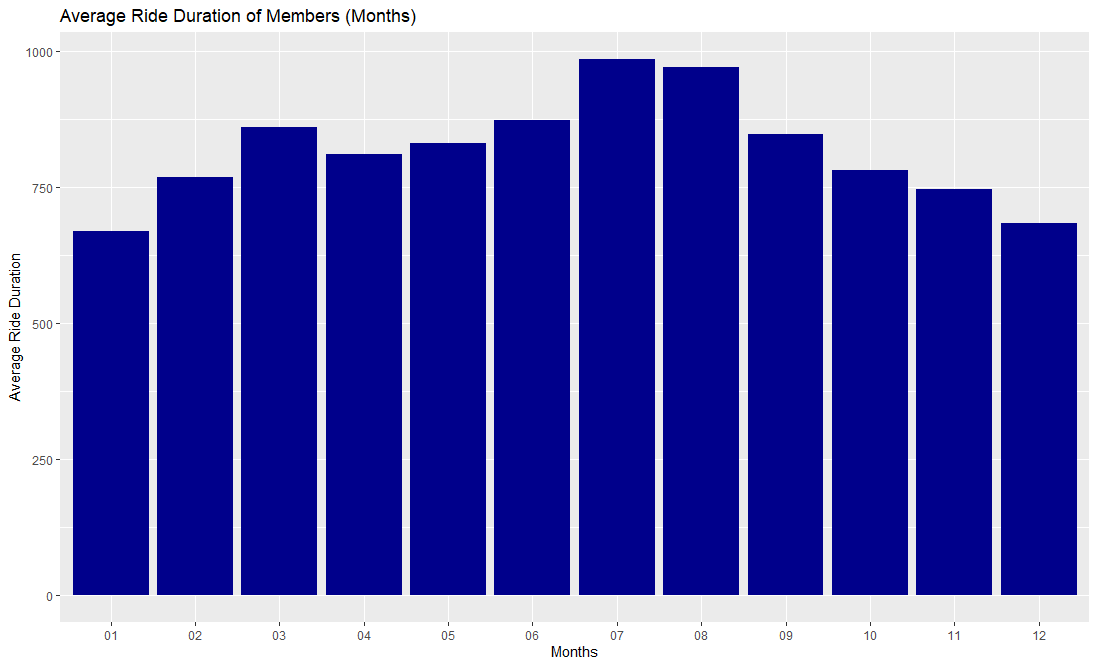 Average Ride Duration of Members (Months)
Average Ride Duration
1000
750
500
250
0
01 02 03 04 05 06 07 08 09 10 11 12
Months